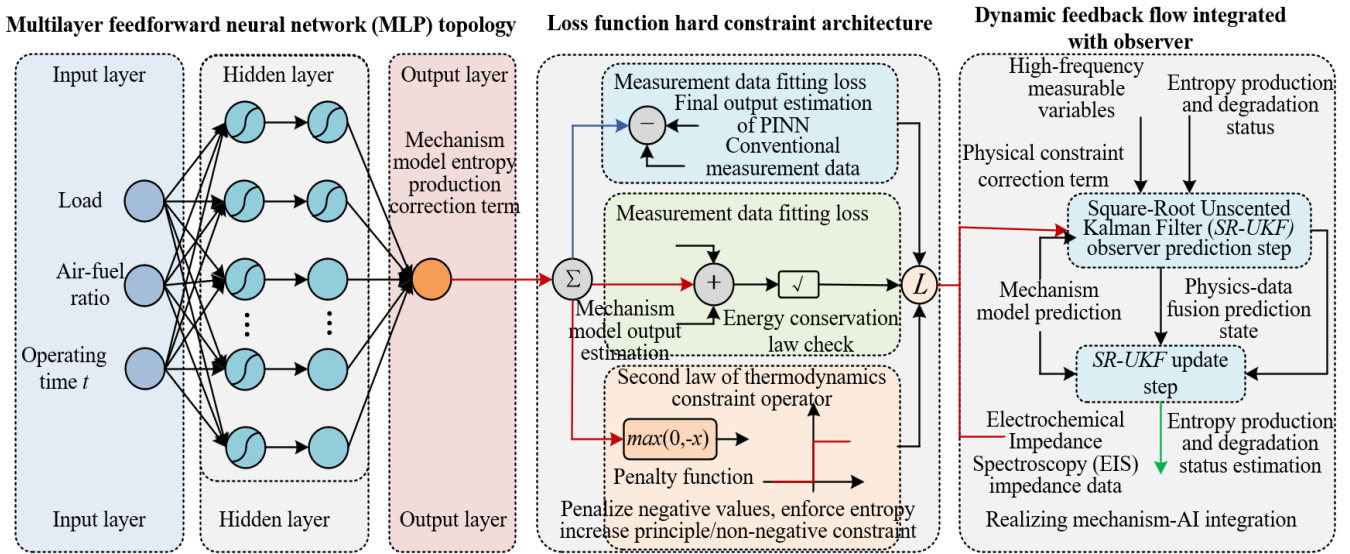 Multilayer feedforward neural network (MLP) topology
Input layer
Hidden layer
Output layer
Load
Air-fuel
ratio
Operating
time t
Mechanism
model entropy
production
correction term
Input layer
Hidden layer
Output layer
Loss function hard constraint architecture
Measurement data fitting loss
Final output estimation
of PINN
−
Conventional
measurement data
Measurement data fitting loss
Σ
+
√
L
Mechanism
model output
estimation
Energy conservation
law check
Second law of thermodynamics
constraint operator
max(0,-x)
Penalty function
Penalize negative values, enforce entropy
increase principle/non-negative constraint
Dynamic feedback flow integrated
with observer
High-frequency
measurable
variables
Entropy production
and degradation
status
Physical constraint
correction term
Square-Root Unscented
Kalman Filter (SR-UKF)
observer prediction step
Mechanism
model prediction
Physics-data
fusion prediction
state
SR-UKF update
step
Electrochemical
Impedance
Spectroscopy (EIS)
impedance data
Entropy production
and degradation
status estimation
Realizing mechanism-AI integration